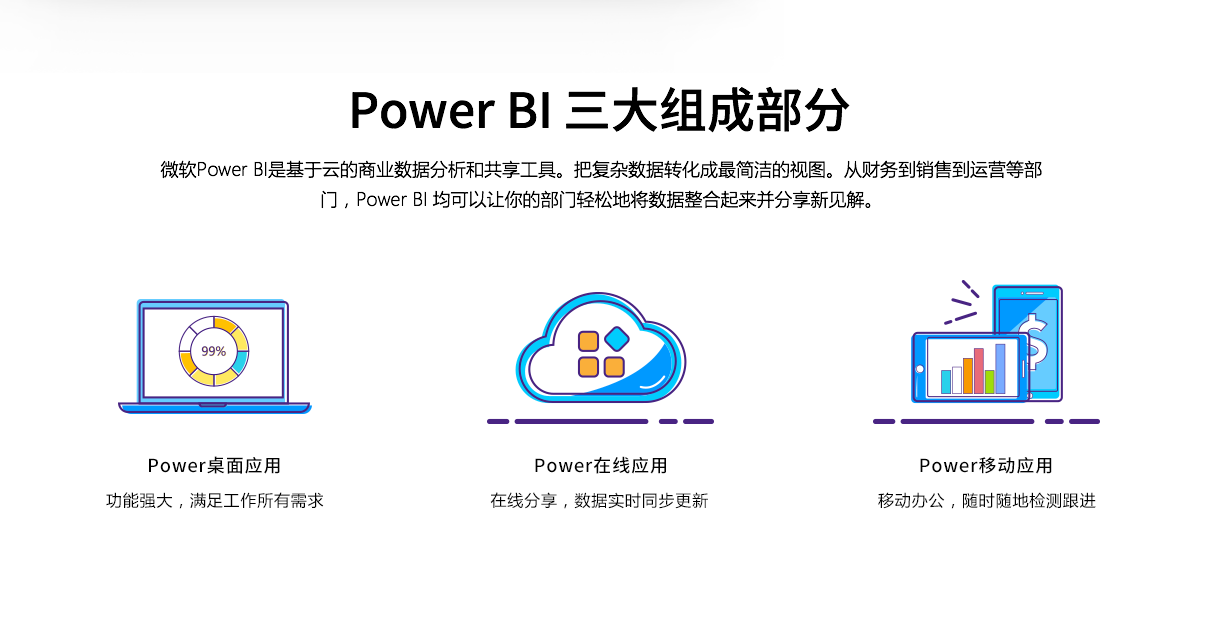 Power BI 三大组成部分
微软Power BI是基于云的商业数据分析和共享工具。把复杂数据转化成最简洁的视图。从财务到销售到运营等部
门，Power BI 均可以让你的部门轻松地将数据整合起来并分享新见解。
99%
$
Power桌面应用
Power在线应用
Power移动应用
功能强大，满足工作所有需求
在线分享，数据实时同步更新
移动办公，随时随地检测跟进